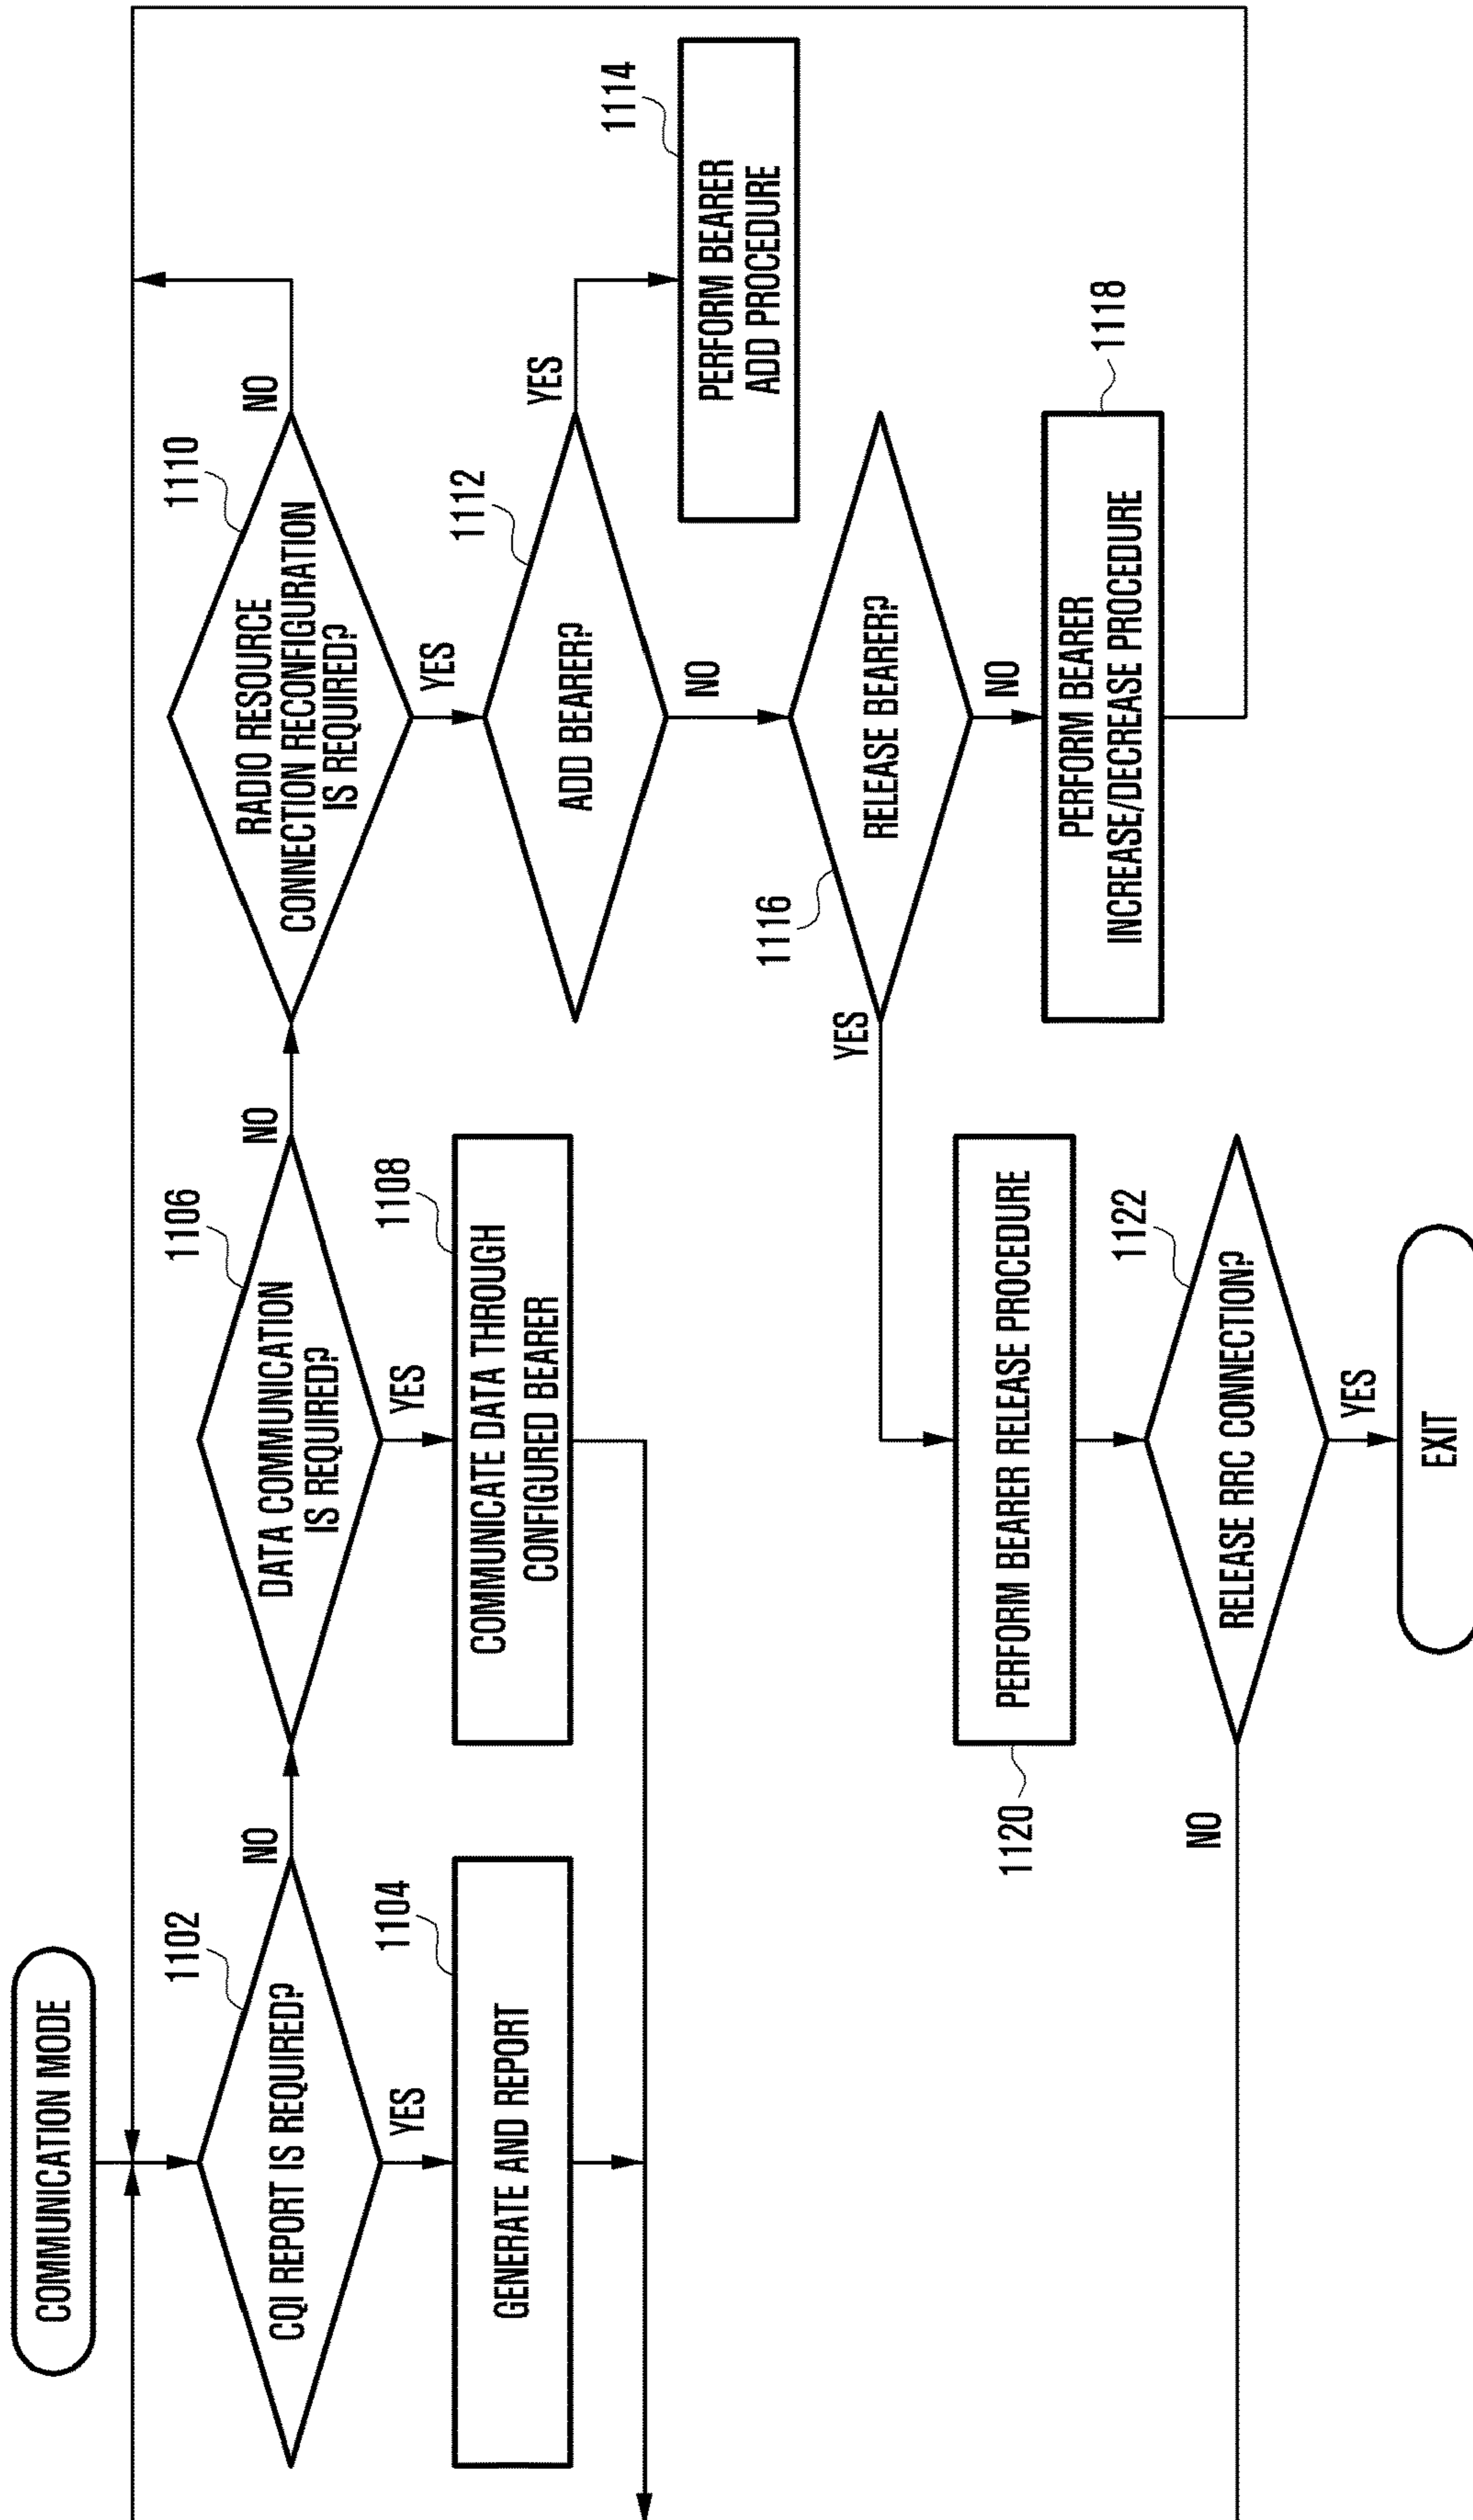 COMMUNICATION MODE
1102
CQI REPORT IS REQUIRED?
NO
YES
1104
GENERATE AND REPORT
1106
DATA COMMUNICATION
IS REQUIRED?
NO
YES
1108
COMMUNICATE DATA THROUGH
CONFIGURED BEARER
1110
RADIO RESOURCE
CONNECTION RECONFIGURATION
IS REQUIRED?
NO
YES
1112
ADD BEARER?
YES
NO
1114
PERFORM BEARER
ADD PROCEDURE
1116
RELEASE BEARER?
YES
NO
1118
PERFORM BEARER
INCREASE/DECREASE PROCEDURE
1120
PERFORM BEARER RELEASE PROCEDURE
1122
RELEASE RRC CONNECTION?
NO
YES
EXIT